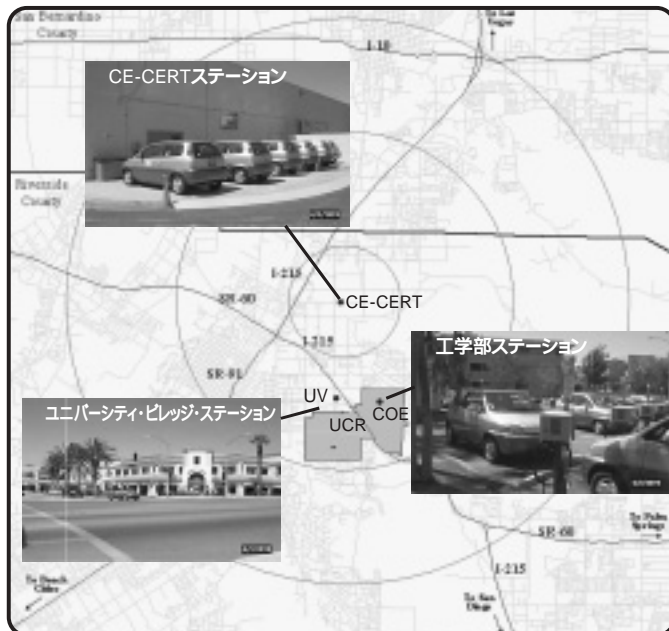 San Bernardino
County
To Las
Vegas
I-10
CE-CERTステーション
Riverside
County
I-215
CE-CERT
SR-60
I-215
工学部ステーション
SR-91
UV
COE
ユニバーシティ・ビレッジ・ステーション
UCR
To Palm
Springs
SR-60
I-215
To Beach
Cities
To San
Diego